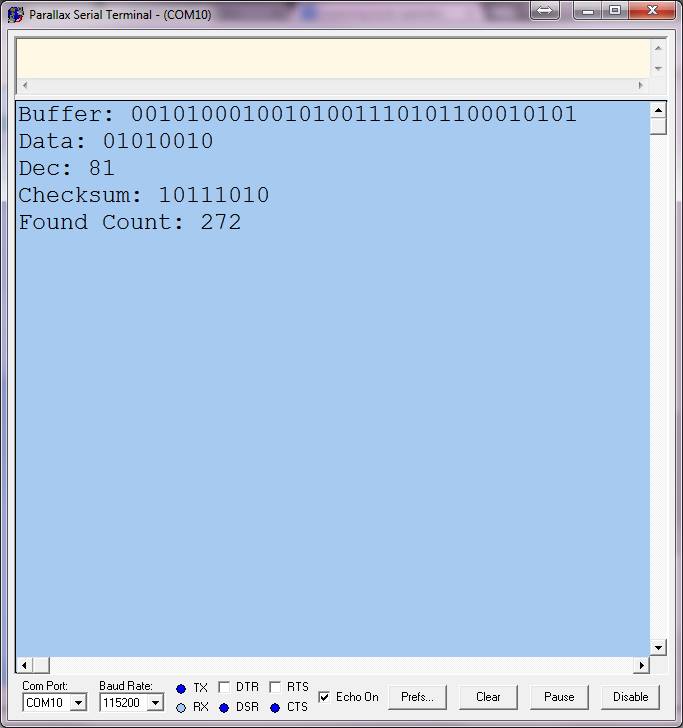 Parallax Serial Terminal - (COM10)
Buffer: 00101000100101001110101100010101
Data: 01010010
Dec: 81
Checksum: 10111010
Found Count: 272
Com Port: Baud Rate: TX DTR RTS
COM10 115200 RX DSR CTS Echo On Prefs... Clear Pause Disable